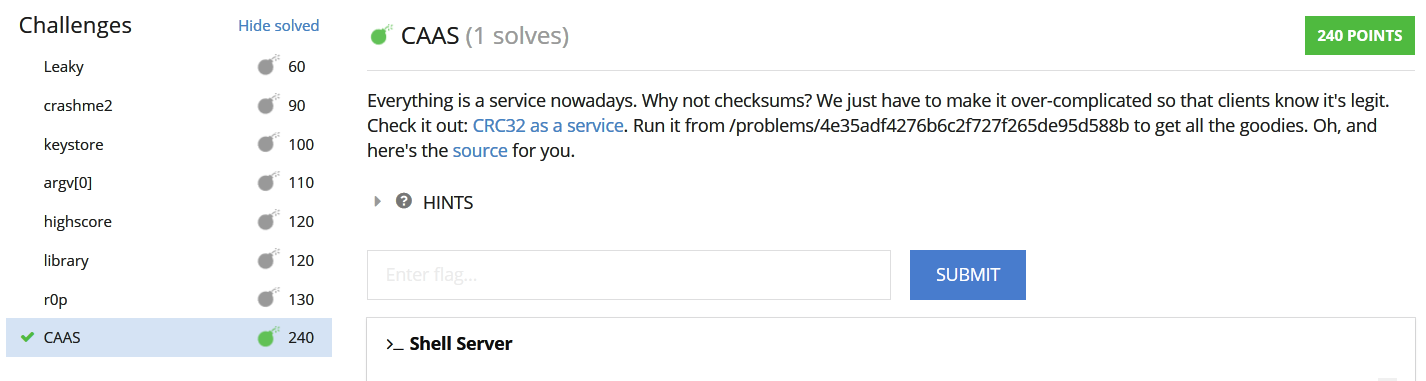 Challenges
Hide solved
Leaky 60
crashme2 90
keystore 100
argv[0] 110
highscore 120
library 120
r0p 130
CAAS 240
CAAS (1 solves)
240 POINTS
Everything is a service nowadays. Why not checksums? We just have to make it over-complicated so that clients know it's legit.
Check it out: CRC32 as a service. Run it from /problems/4e35adf4276b6c2f727f265de95d588b to get all the goodies. Oh, and
here's the source for you.
? HINTS
Enter flag...
SUBMIT
>_ Shell Server